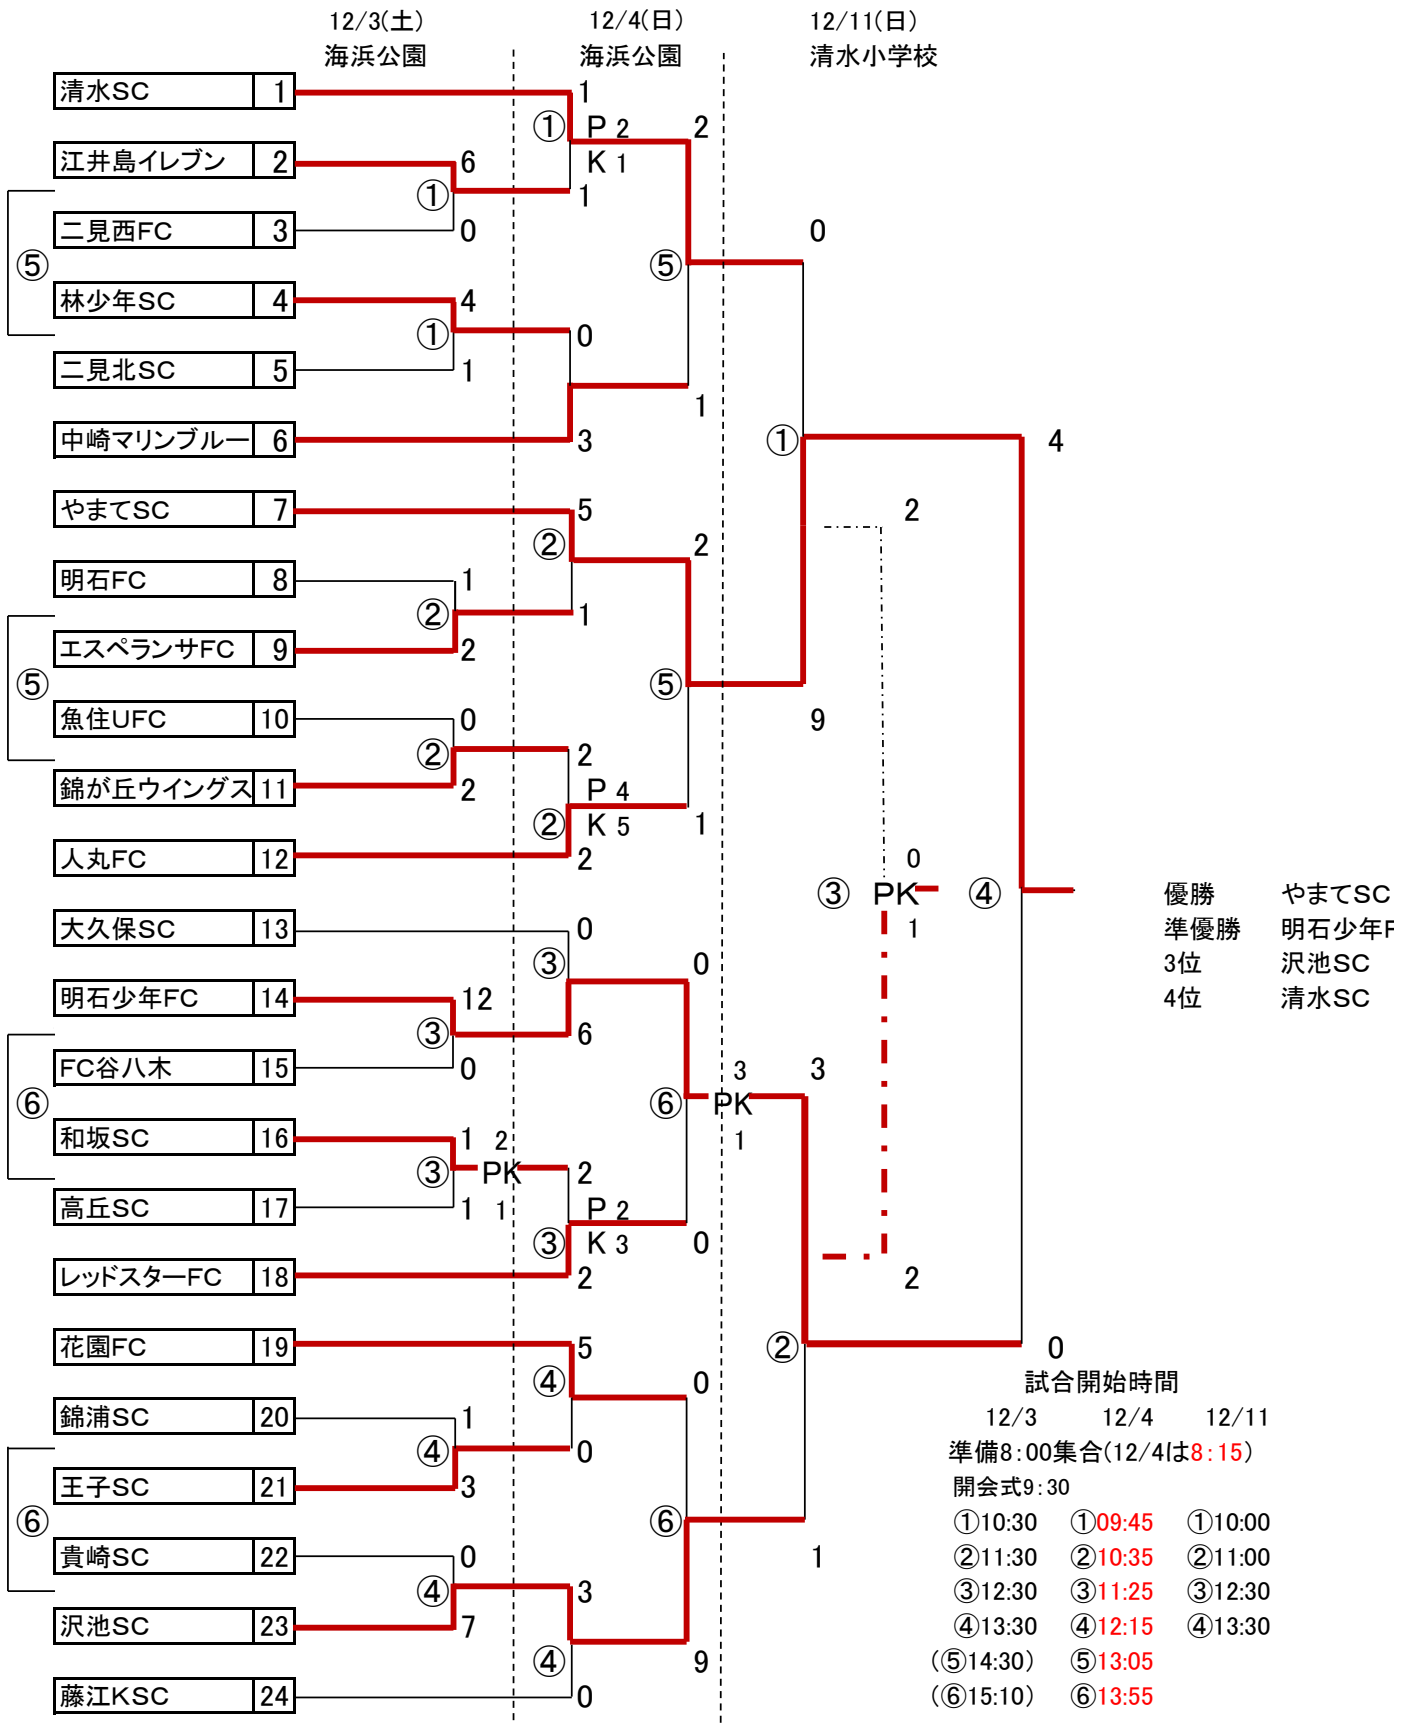 12/3(土) 12/4(日) 12/11(日)
海浜公園 海浜公園 清水小学校
清水SC 1 1
① P 2 2
江井島イレブン 2 6 K 1
① 1
二見西FC 3 0 0
⑤ ⑤
林少年SC 4 4
① 0
二見北SC 5 1
1
中崎マリンブルー 6 3 ① 4
やまてSC 7 5 2
② 2
明石FC 8 1
② 1
エスペランサFC 9 2
⑤ ⑤
魚住UFC 10 0 9
② 2
錦が丘ウイングス 11 2 P 4
② K 5 1
人丸FC 12 2 0
③ PK ④ 優勝 やまてSC
大久保SC 13 0 1 準優勝 明石少年F
③ 0 3位 沢池SC
明石少年FC 14 12 4位 清水SC
③ 6
FC谷八木 15 0 3 3
⑥ ⑥ PK
和坂SC 16 1 2 1
③ PK 2
高丘SC 17 1 1 P 2
③ K 3 0
レッドスターFC 18 2 2
花園FC 19 5 ② 0
④ 0 試合開始時間
錦浦SC 20 1 12/3 12/4 12/11
④ 0 準備8:00集合(12/4は8:15)
王子SC 21 3 開会式9:30
⑥ ⑥ ①10:30 ①09:45 ①10:00
貴崎SC 22 0 1 ②11:30 ②10:35 ②11:00
④ 3 ③12:30 ③11:25 ③12:30
沢池SC 23 7 ④13:30 ④12:15 ④13:30
④ 9 (⑤14:30) ⑤13:05
藤江KSC 24 0 (⑥15:10) ⑥13:55